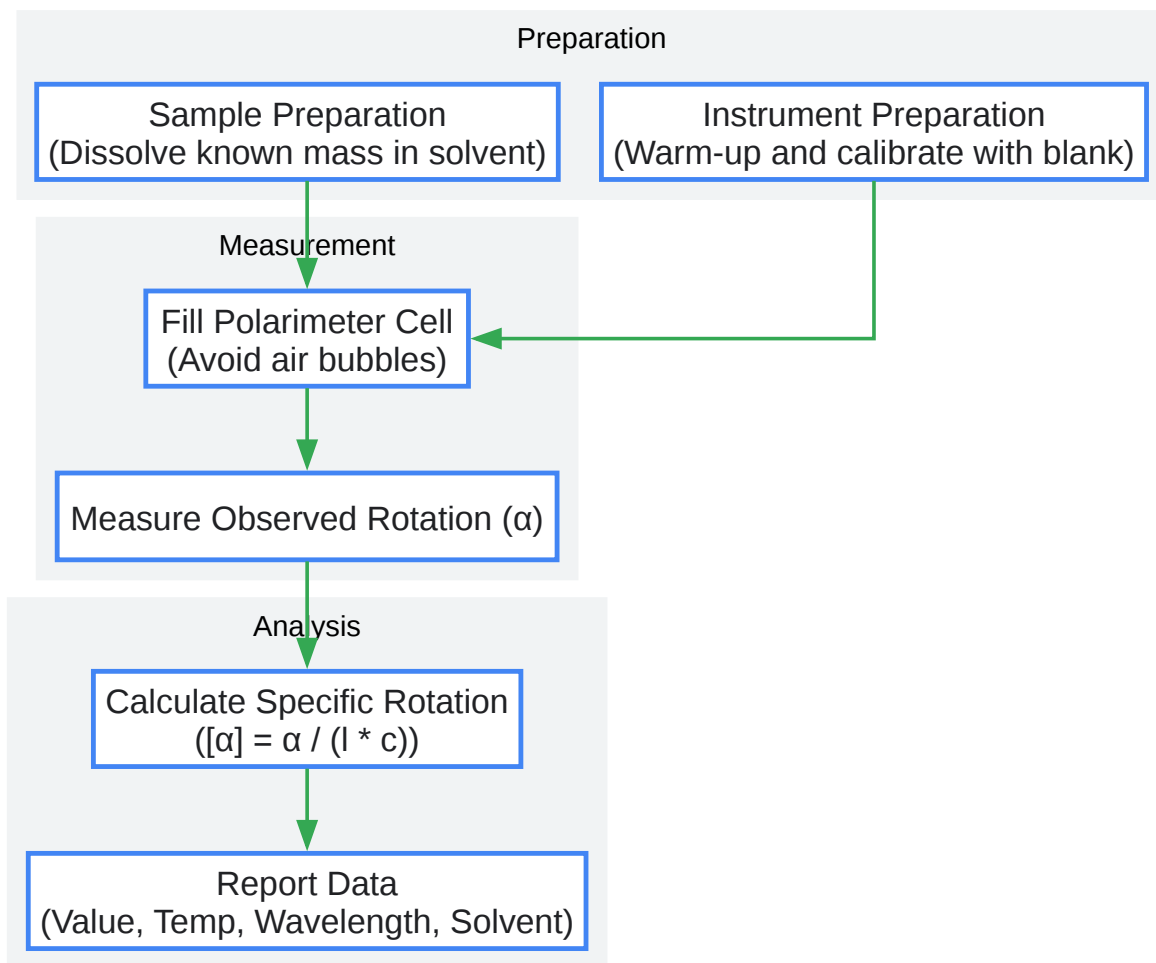 Preparation
Sample Preparation
(Dissolve known mass in solvent)
Instrument Preparation
(Warm-up and calibrate with blank)
Measurement
Fill Polarimeter Cell
(Avoid air bubbles)
Measure Observed Rotation (α)
Analysis
Calculate Specific Rotation
([α] = α / (l * c))
Report Data
(Value, Temp, Wavelength, Solvent)